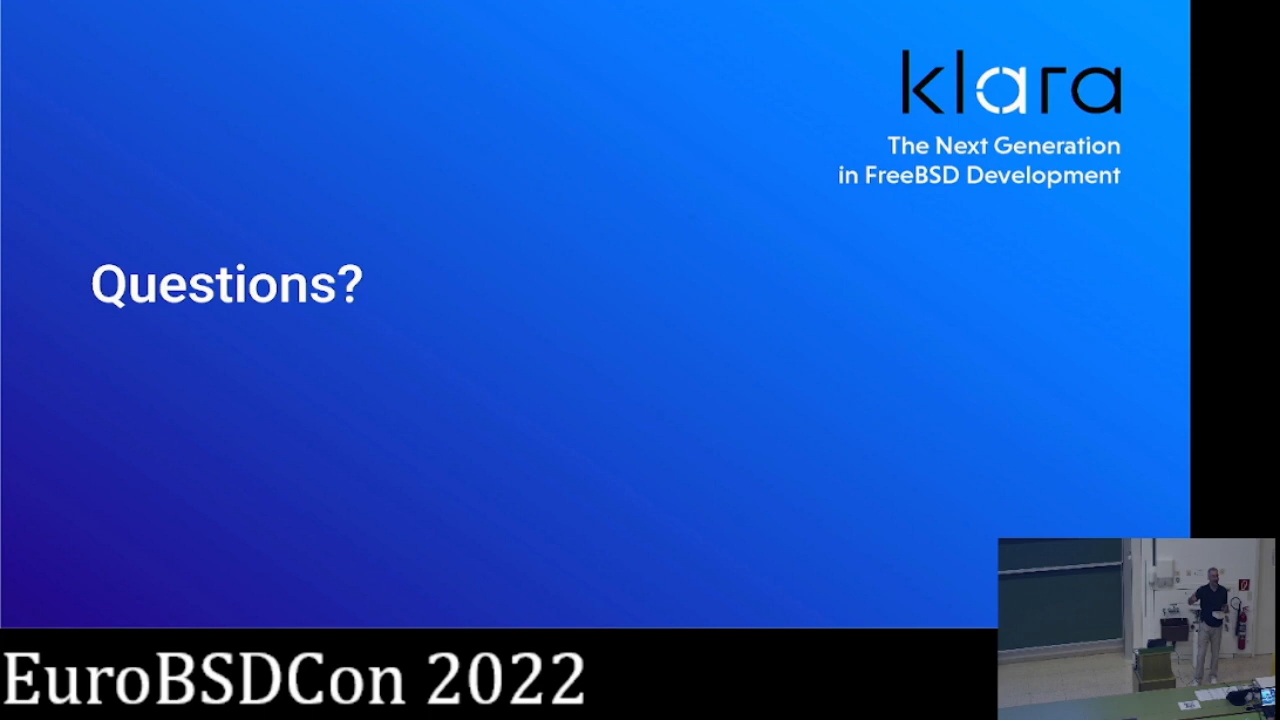 klara
The Next Generation
in FreeBSD Development
Questions?
EuroBSDCon 2022